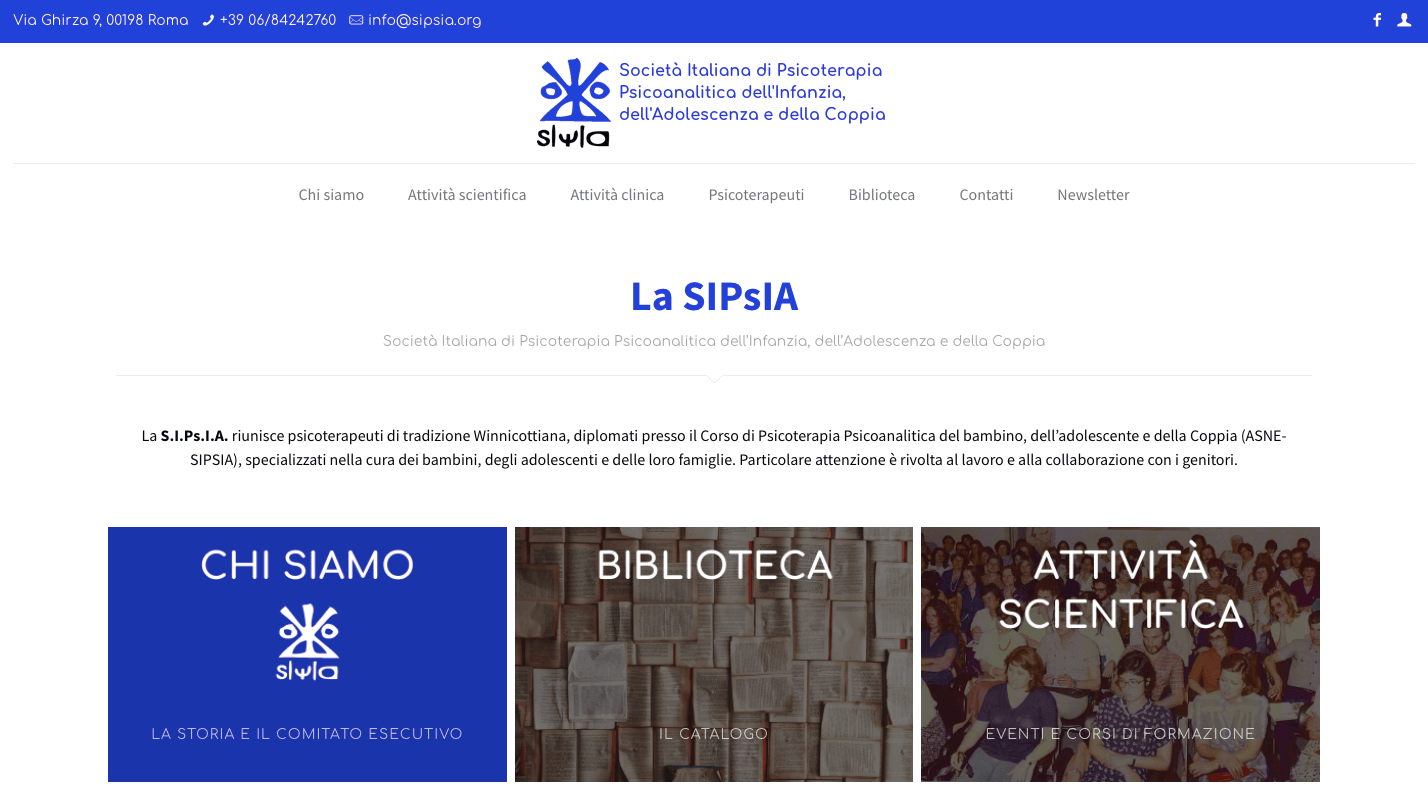 Via Ghirza 9, 00198 Roma +39 06/84242760 info@sipsia.org
Società Italiana di Psicoterapia
Psicoanalitica dell'Infanzia,
dell'Adolescenza e della Coppia
Chi siamo Attività scientifica Attività clinica Psicoterapeuti Biblioteca Contatti Newsletter
La SIPsIA
Società Italiana di Psicoterapia Psicoanalitica dell’Infanzia, dell’Adolescenza e della Coppia
La S.I.Ps.I.A. riunisce psicoterapeuti di tradizione Winnicottiana, diplomati presso il Corso di Psicoterapia Psicoanalitica del bambino, dell’adolescente e della Coppia (ASNE-
SIPSIA), specializzati nella cura dei bambini, degli adolescenti e delle loro famiglie. Particolare attenzione è rivolta al lavoro e alla collaborazione con i genitori.
CHI SIAMO
LA STORIA E IL COMITATO ESECUTIVO
BIBLIOTECA
IL CATALOGO
ATTIVITÀ
SCIENTIFICA
EVENTI E CORSI DI FORMAZIONE